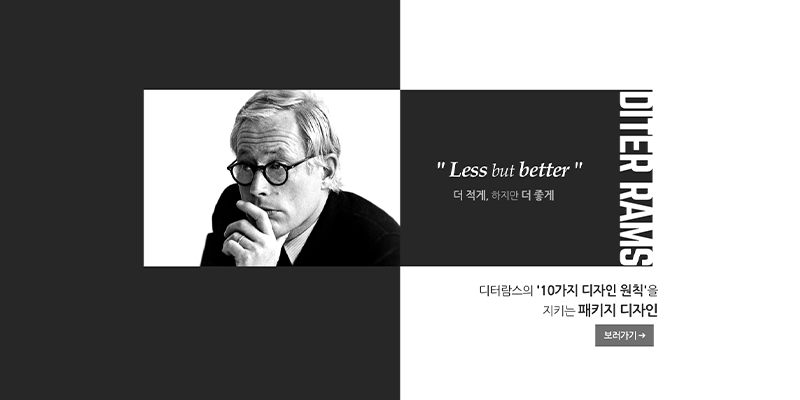 " Less but better "
더 적게, 하지만 더 좋게
DITER RAMS
디터람스의 '10가지 디자인 원칙'을
지키는 패키지 디자인
보러가기 →